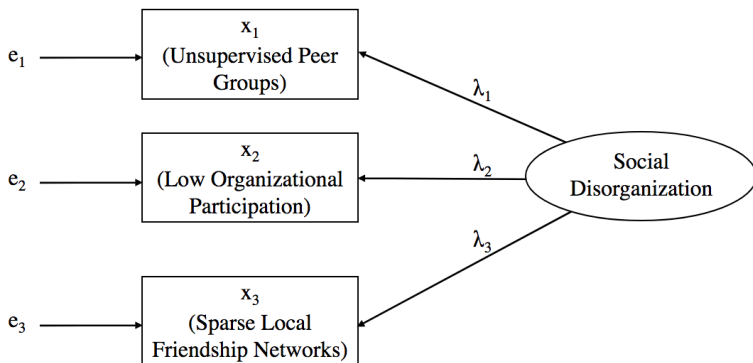 e₁
x₁
(Unsupervised Peer
Groups)
λ₁
e₂
x₂
(Low Organizational
Participation)
λ₂
Social
Disorganization
λ₃
e₃
x₃
(Sparse Local
Friendship Networks)